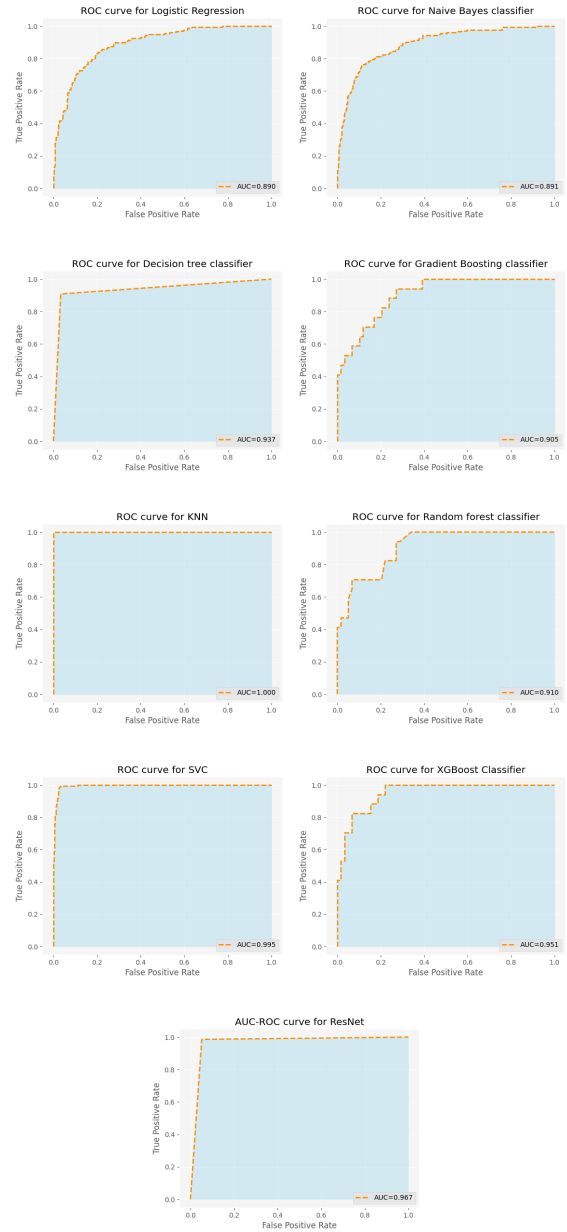 ROC curve for Logistic Regression
1.0
0.8
0.6
0.4
0.2
0.0
True Positive Rate
AUC=0.890
0.0 0.2 0.4 0.6 0.8 1.0
False Positive Rate
ROC curve for Naive Bayes classifier
1.0
0.8
0.6
0.4
0.2
0.0
True Positive Rate
AUC=0.891
0.0 0.2 0.4 0.6 0.8 1.0
False Positive Rate
ROC curve for Decision tree classifier
1.0
0.8
0.6
0.4
0.2
0.0
True Positive Rate
AUC=0.937
0.0 0.2 0.4 0.6 0.8 1.0
False Positive Rate
ROC curve for Gradient Boosting classifier
1.0
0.8
0.6
0.4
0.2
0.0
True Positive Rate
AUC=0.905
0.0 0.2 0.4 0.6 0.8 1.0
False Positive Rate
ROC curve for KNN
1.0
0.8
0.6
0.4
0.2
0.0
True Positive Rate
AUC=1.000
0.0 0.2 0.4 0.6 0.8 1.0
False Positive Rate
ROC curve for Random forest classifier
1.0
0.8
0.6
0.4
0.2
0.0
True Positive Rate
AUC=0.910
0.0 0.2 0.4 0.6 0.8 1.0
False Positive Rate
ROC curve for SVC
1.0
0.8
0.6
0.4
0.2
0.0
True Positive Rate
AUC=0.995
0.0 0.2 0.4 0.6 0.8 1.0
False Positive Rate
ROC curve for XGBoost Classifier
1.0
0.8
0.6
0.4
0.2
0.0
True Positive Rate
AUC=0.951
0.0 0.2 0.4 0.6 0.8 1.0
False Positive Rate
AUC-ROC curve for ResNet
1.0
0.8
0.6
0.4
0.2
0.0
True Positive Rate
AUC=0.967
0.0 0.2 0.4 0.6 0.8 1.0
False Positive Rate